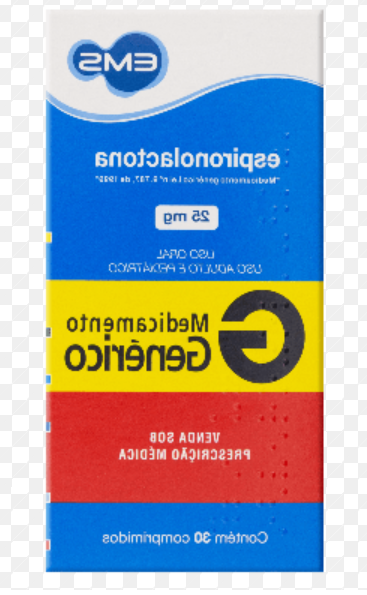 EMS
espironolactona
"Medicamento genérico Lei nº 9.787, de 1999"
25 mg
USO ORAL
USO ADULTO E PEDIÁTRICO
G
Medicamento
Genérico
VENDA SOB
PRESCRIÇÃO MÉDICA
Contém 30 comprimidos